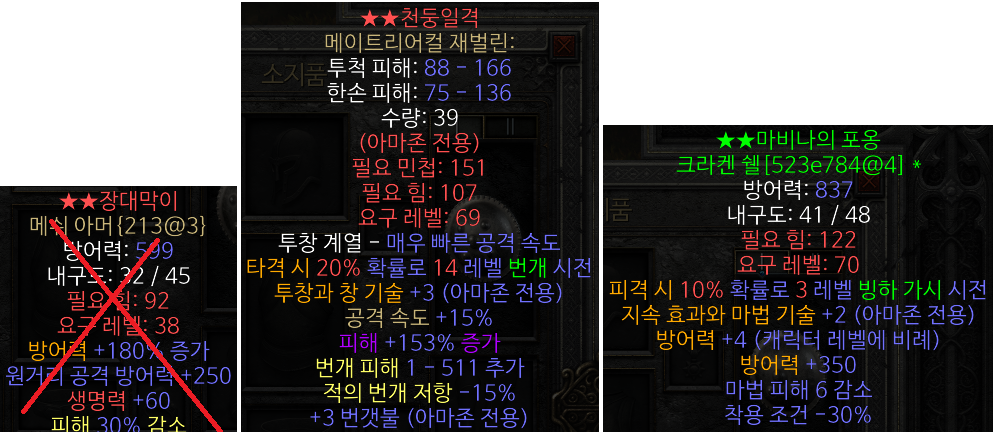 ★★장대막이
메쉬 아머{213@3}
방어력: 599
내구도: 32 / 45
필요 힘: 92
요구 레벨: 38
방어력 +180% 증가
원거리 공격 방어력 +250
생명력 +60
피해 30% 감소
★★천둥일격
메이트리어컬 재벌린:
소지품
투척 피해: 88 - 166
한손 피해: 75 - 136
수량: 39
(아마존 전용)
필요 민첩: 151
필요 힘: 107
요구 레벨: 69
투창 계열 - 매우 빠른 공격 속도
타격 시 20% 확률로 14 레벨 번개 시전
투창과 창 기술 +3 (아마존 전용)
공격 속도 +15%
피해 +153% 증가
번개 피해 1 - 511 추가
적의 번개 저항 -15%
+3 번갯불 (아마존 전용)
★★마비나의 포옹
크라켄 쉘[523e784@4] *
방어력: 837
내구도: 41 / 48
필요 힘: 122
요구 레벨: 70
피격 시 10% 확률로 3 레벨 빙하 가시 시전
지속 효과와 마법 기술 +2 (아마존 전용)
방어력 +4 (캐릭터 레벨에 비례)
방어력 +350
마법 피해 6 감소
착용 조건 -30%